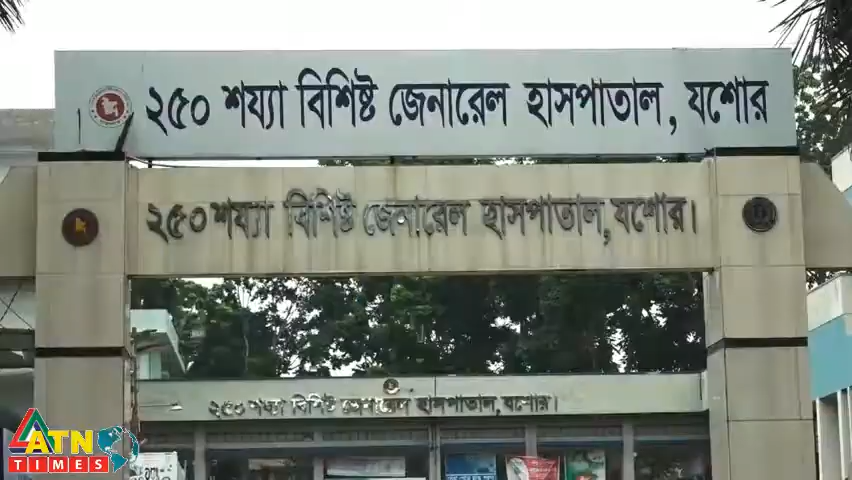 ২৫০ শয্যা বিশিষ্ট জেনারেল হাসপাতাল, যশোর
২৫০ শয্যা বিশিষ্ট জেনারেল হাসপাতাল, যশোর।
২৫০ শয্যা বিশিষ্ট জেনারেল হাসপাতাল, যশোর।
ATN
TIMES